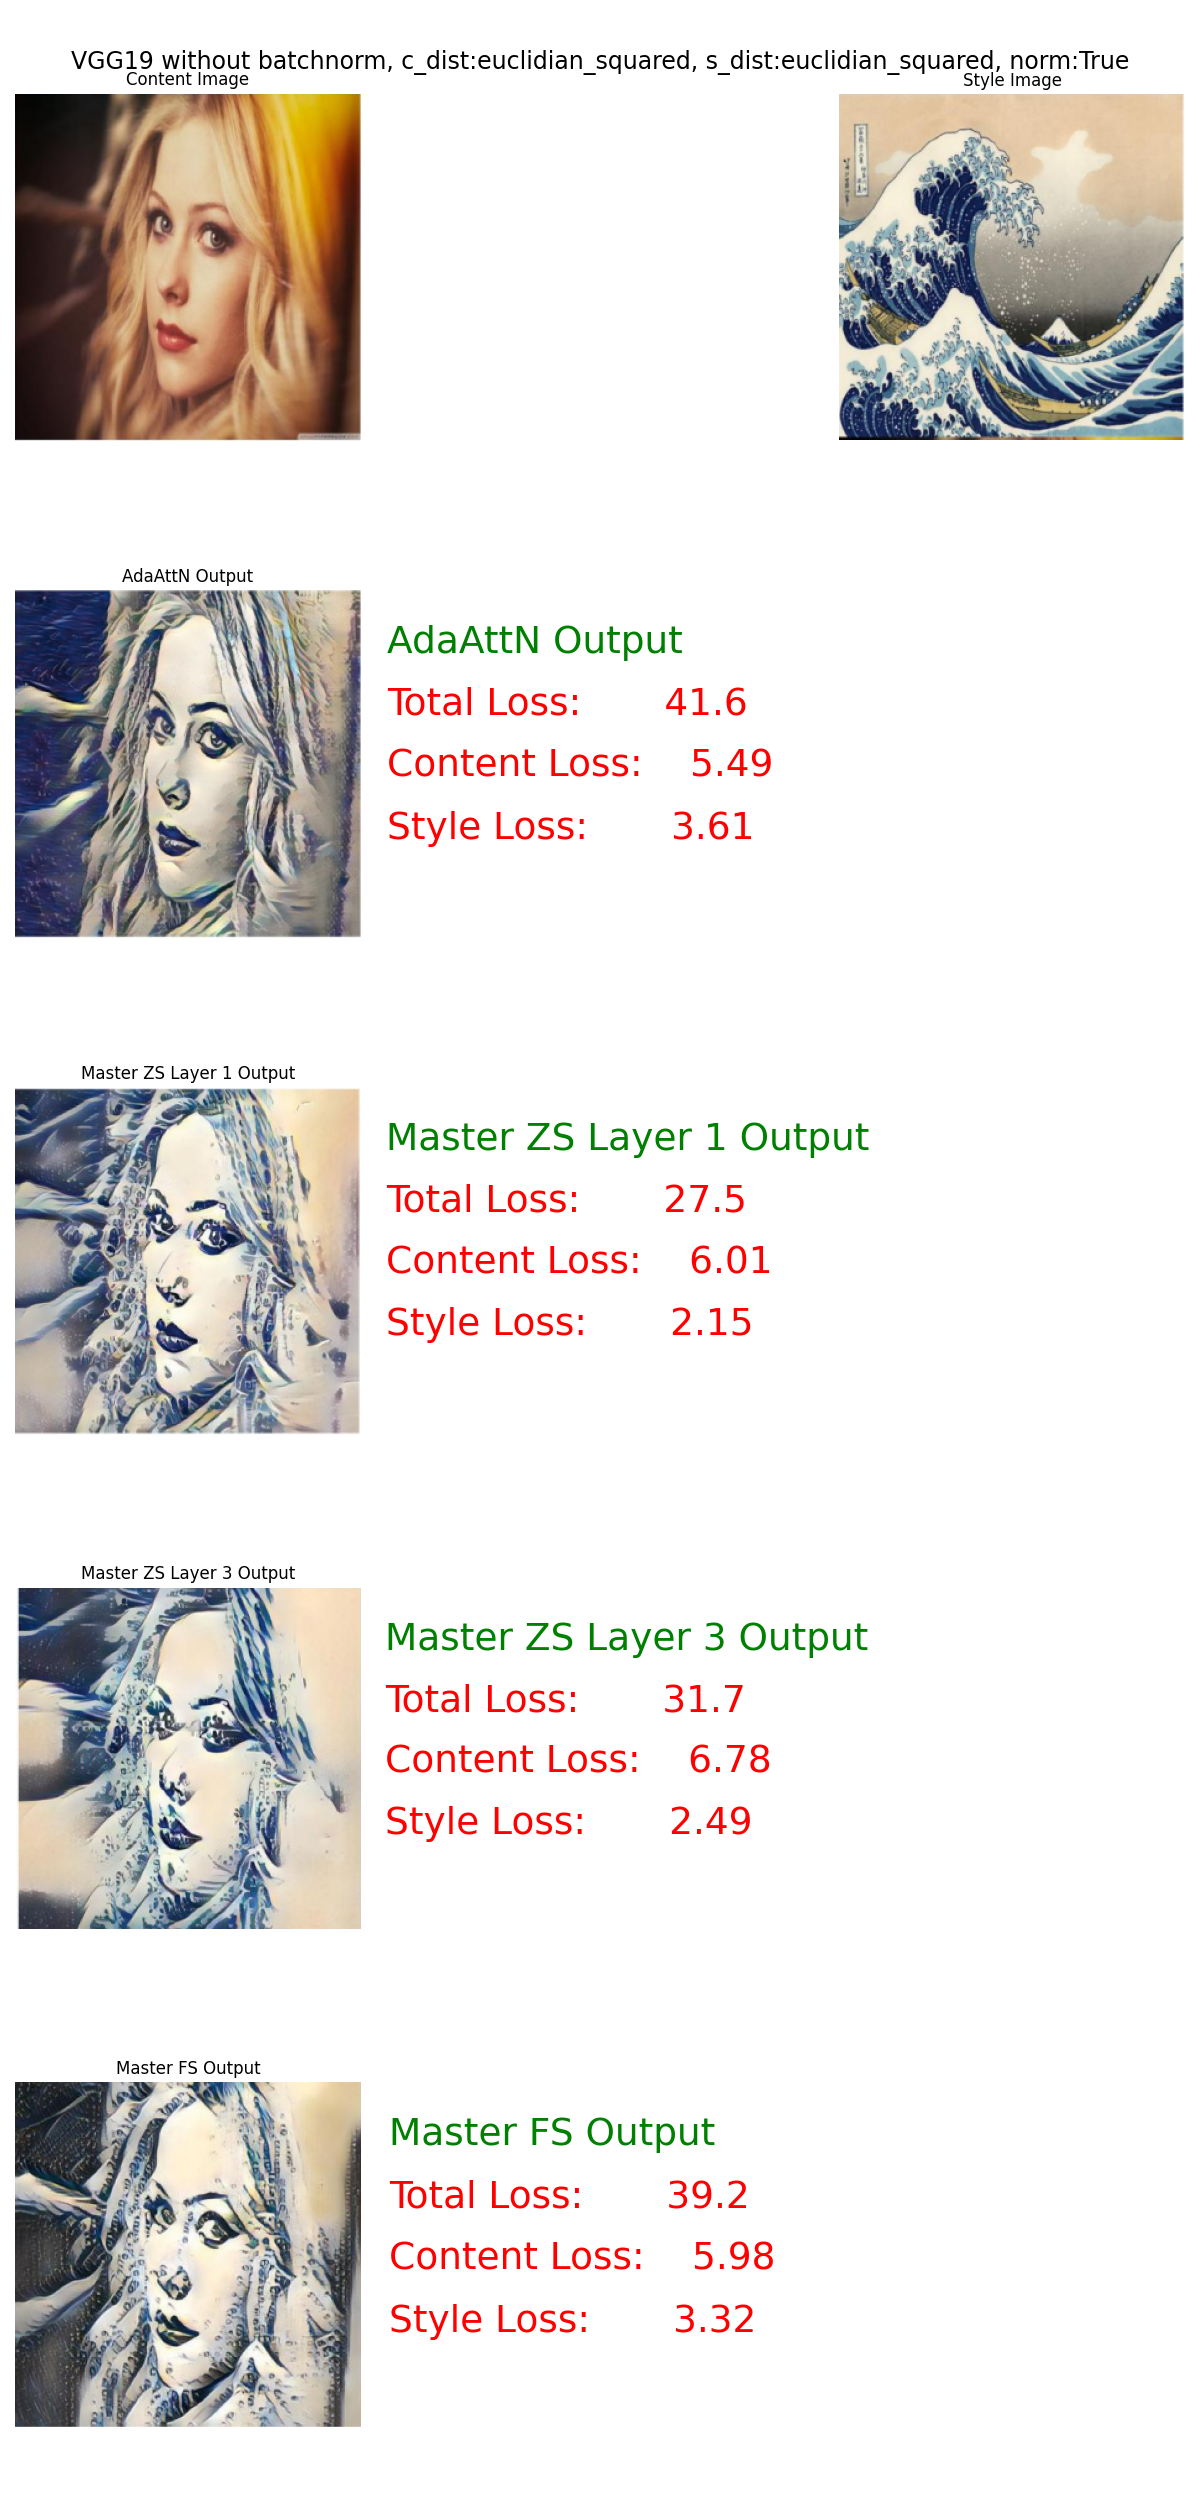 VGG19 without batchnorm, c_dist:euclidian_squared, s_dist:euclidian_squared, norm:True
Content Image
Style Image
AdaAttN Output
AdaAttN Output
Total Loss: 41.6
Content Loss: 5.49
Style Loss: 3.61
Master ZS Layer 1 Output
Master ZS Layer 1 Output
Total Loss: 27.5
Content Loss: 6.01
Style Loss: 2.15
Master ZS Layer 3 Output
Master ZS Layer 3 Output
Total Loss: 31.7
Content Loss: 6.78
Style Loss: 2.49
Master FS Output
Master FS Output
Total Loss: 39.2
Content Loss: 5.98
Style Loss: 3.32